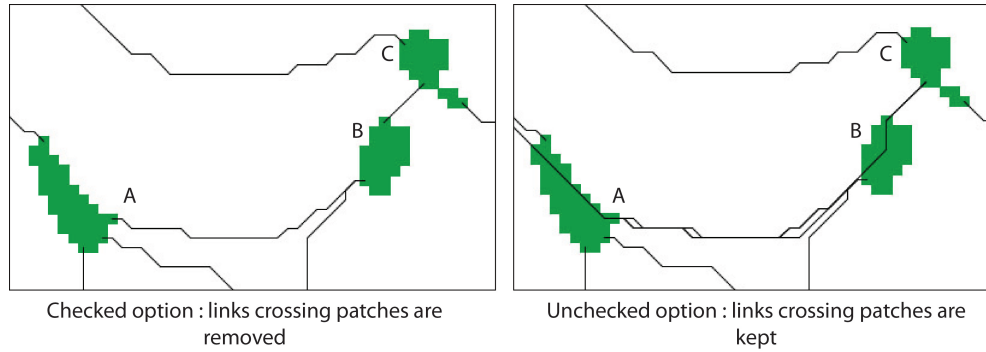 C
B
A
Checked option : links crossing patches are
removed
C
B
A
Unchecked option : links crossing patches are
kept